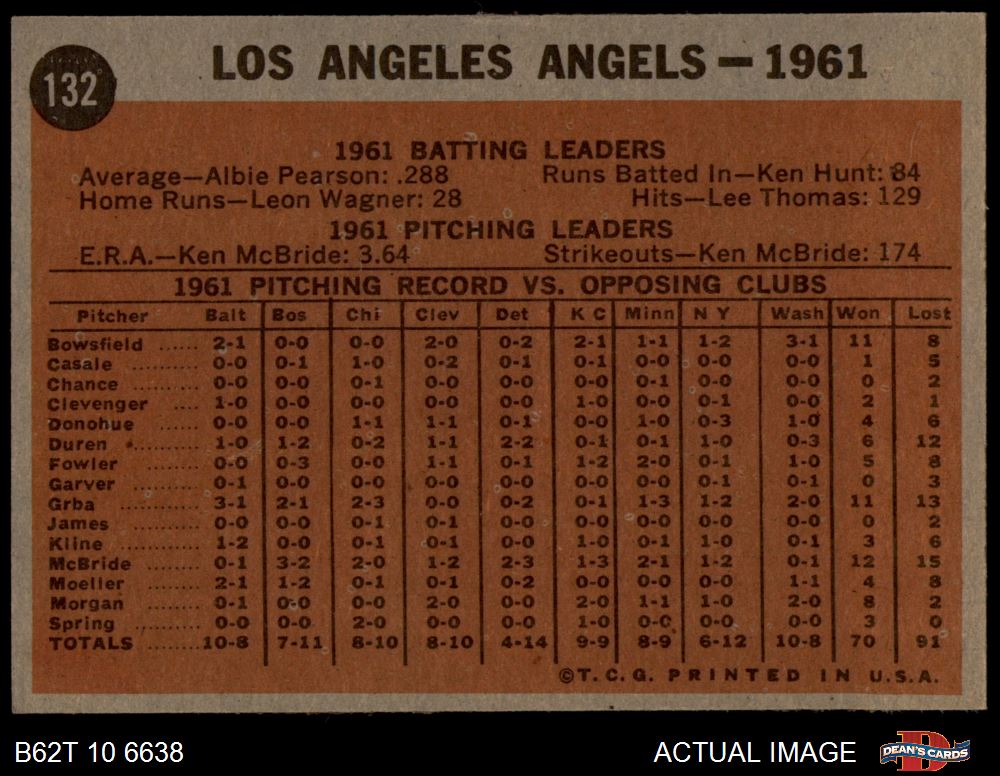 132
LOS ANGELES ANGELS — 1961
1961 BATTING LEADERS
Average—Albie Pearson: .288 Runs Batted In—Ken Hunt: 84
Home Runs—Leon Wagner: 28 Hits—Lee Thomas: 129
1961 PITCHING LEADERS
E.R.A.—Ken McBride: 3.64 Strikeouts—Ken McBride: 174
1961 PITCHING RECORD VS. OPPOSING CLUBS
Pitcher Balt Bos Chi Clev Det K C Minn N Y Wash Won Lost
Bowsfield ...... 2-1 0-0 0-0 2-0 0-2 2-1 1-1 1-2 3-1 11 8
Casale .......... 0-0 0-1 1-0 0-2 0-1 0-1 0-0 0-0 0-0 1 5
Chance .......... 0-0 0-0 0-1 0-0 0-0 0-0 0-1 0-0 0-0 0 2
Clevenger .... 1-0 0-0 0-0 0-0 0-0 1-0 0-0 0-1 0-0 2 1
Donohue ........ 0-0 0-0 1-1 1-1 0-1 0-0 1-0 0-3 1-0 4 6
Duren .......... 1-0 1-2 0-2 1-1 2-2 0-1 0-1 1-0 0-3 6 12
Fowler .......... 0-0 0-3 0-0 1-1 0-1 1-2 2-0 0-1 1-0 5 8
Garver .......... 0-1 0-0 0-0 0-0 0-0 0-0 0-0 0-1 0-1 0 3
Grba ............ 3-1 2-1 2-3 0-0 0-2 0-1 1-3 1-2 2-0 11 13
James .......... 0-0 0-0 0-1 0-1 0-0 0-0 0-0 0-0 0-0 0 2
Kline ............ 1-2 0-0 0-1 0-1 0-0 1-0 0-1 1-0 0-1 3 6
McBride ........ 0-1 3-2 2-0 1-2 2-3 1-3 2-1 1-2 0-1 12 15
Moeller ........ 2-1 1-2 0-1 0-1 0-2 0-0 0-0 0-0 1-1 4 8
Morgan ........ 0-1 0-0 0-0 2-0 0-0 2-0 1-1 1-0 2-0 8 2
Spring .......... 0-0 0-0 2-0 0-0 0-0 1-0 0-0 0-0 0-0 3 0
TOTALS ........ 10-8 7-11 8-10 8-10 4-14 9-9 8-9 6-12 10-8 70 91
©T. C. G. PRINTED IN U.S.A.
B62T 10 6638 ACTUAL IMAGE D DEAN'S CARDS